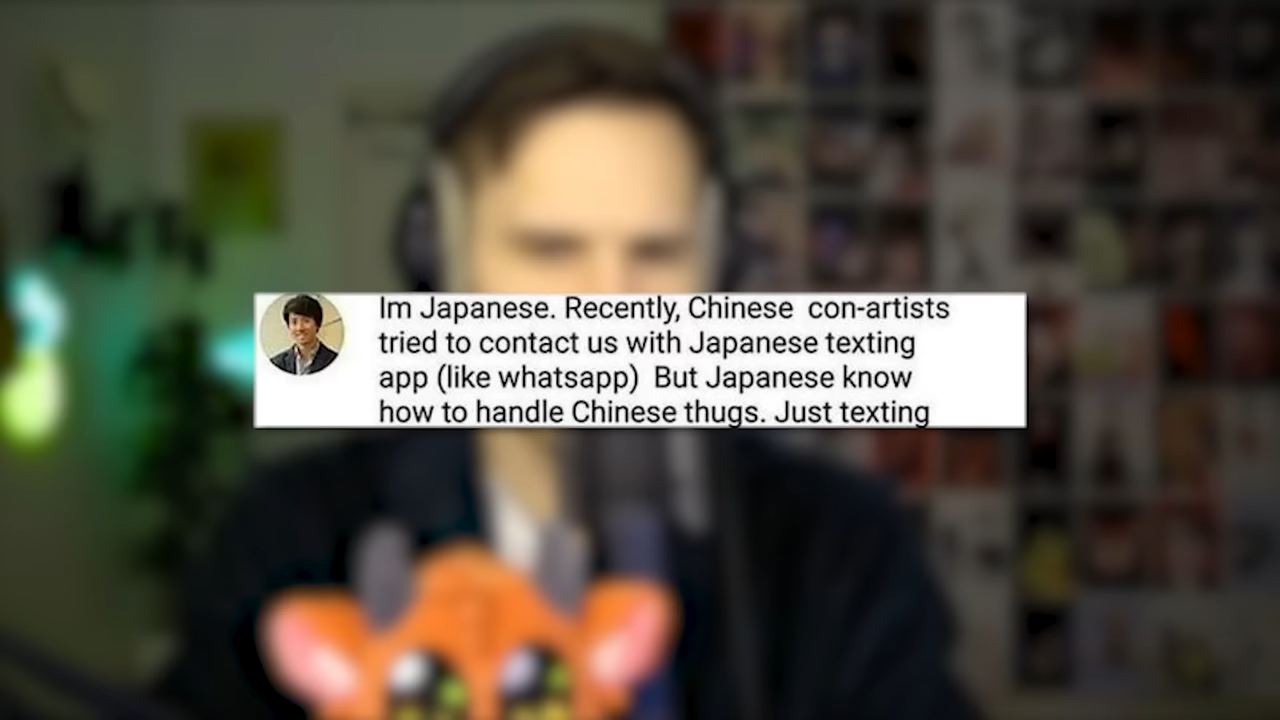 Im Japanese. Recently, Chinese con-artists
tried to contact us with Japanese texting
app (like whatsapp) But Japanese know
how to handle Chinese thugs. Just texting